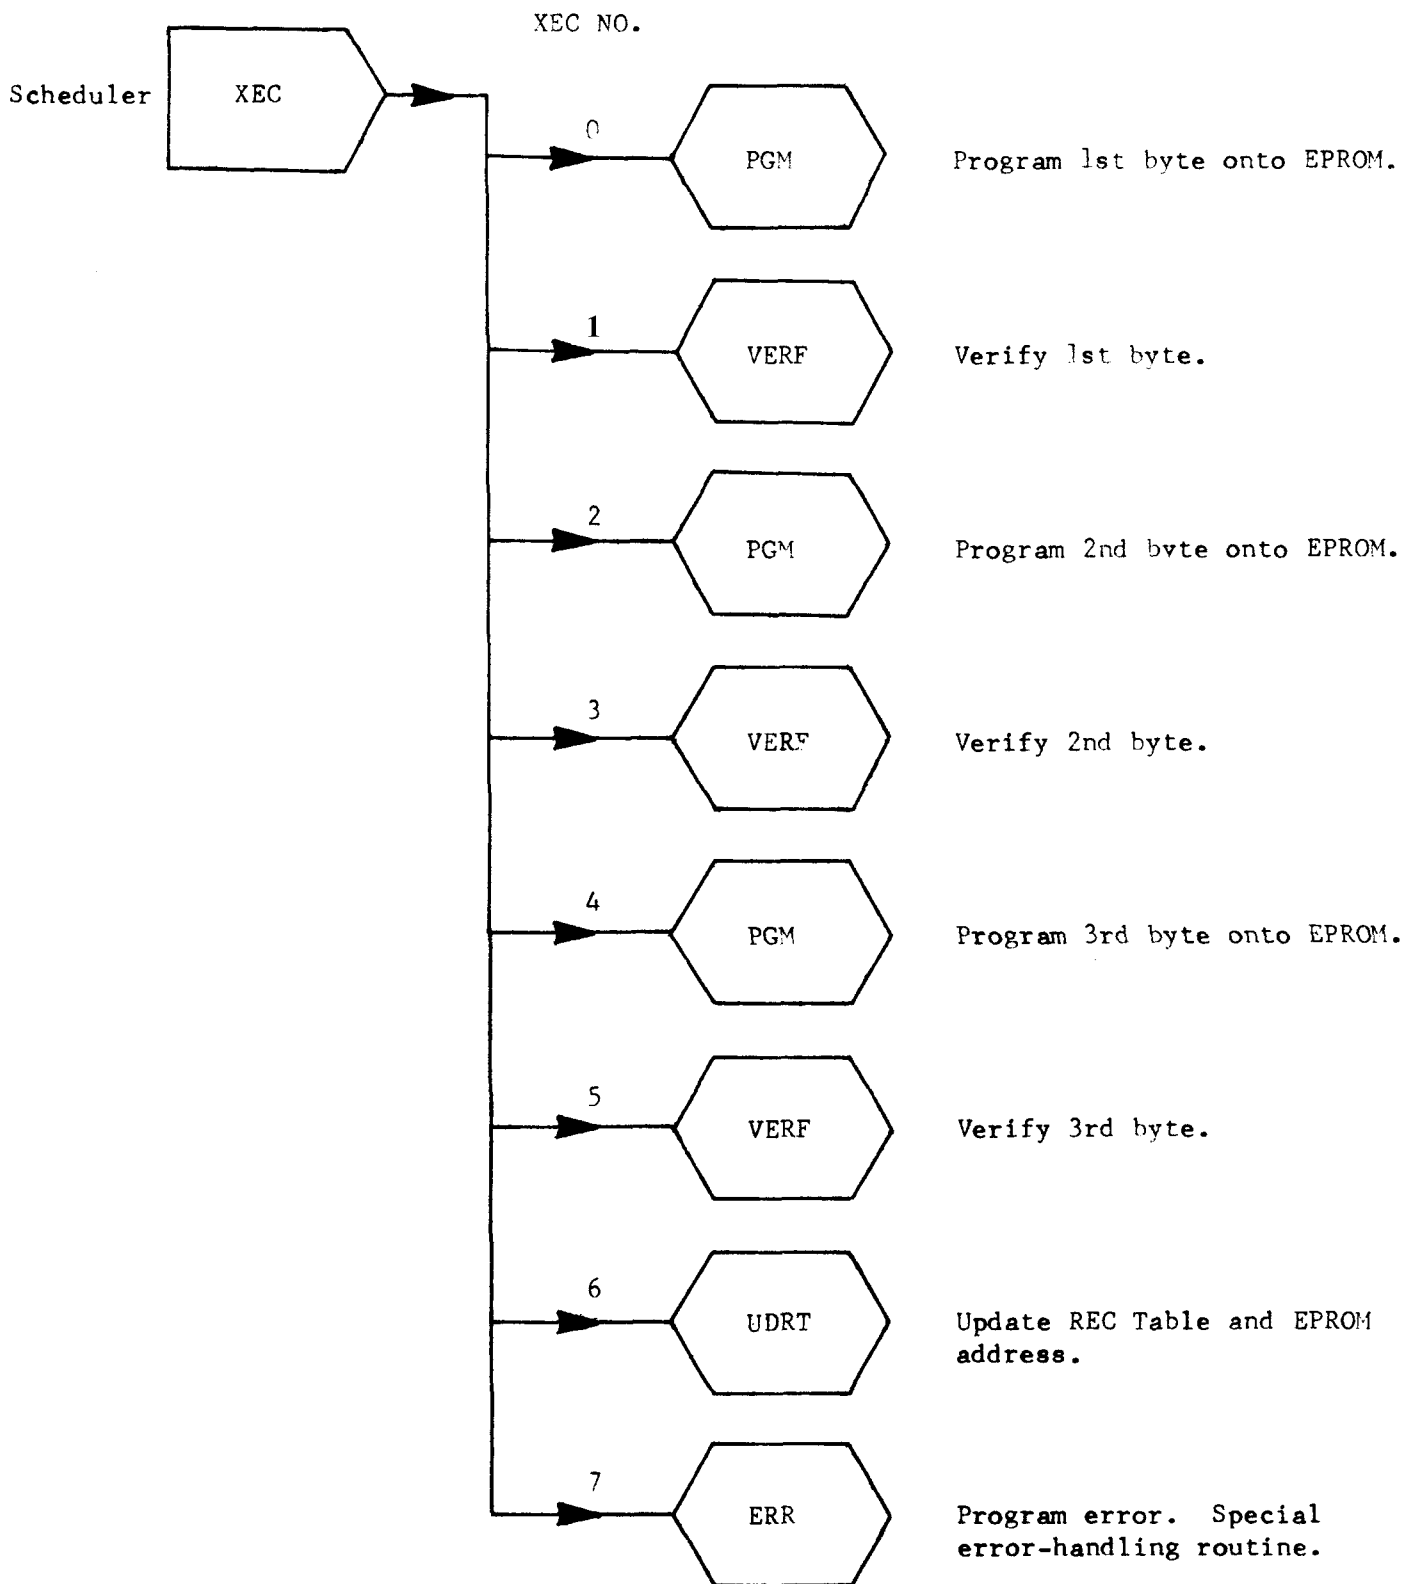 XEC NO.
Scheduler
XEC
0
PGM
Program 1st byte onto EPROM.
1
VERF
Verify 1st byte.
2
PGM
Program 2nd byte onto EPROM.
3
VERF
Verify 2nd byte.
4
PGM
Program 3rd byte onto EPROM.
5
VERF
Verify 3rd byte.
6
UDRT
Update REC Table and EPROM
address.
7
ERR
Program error. Special
error-handling routine.